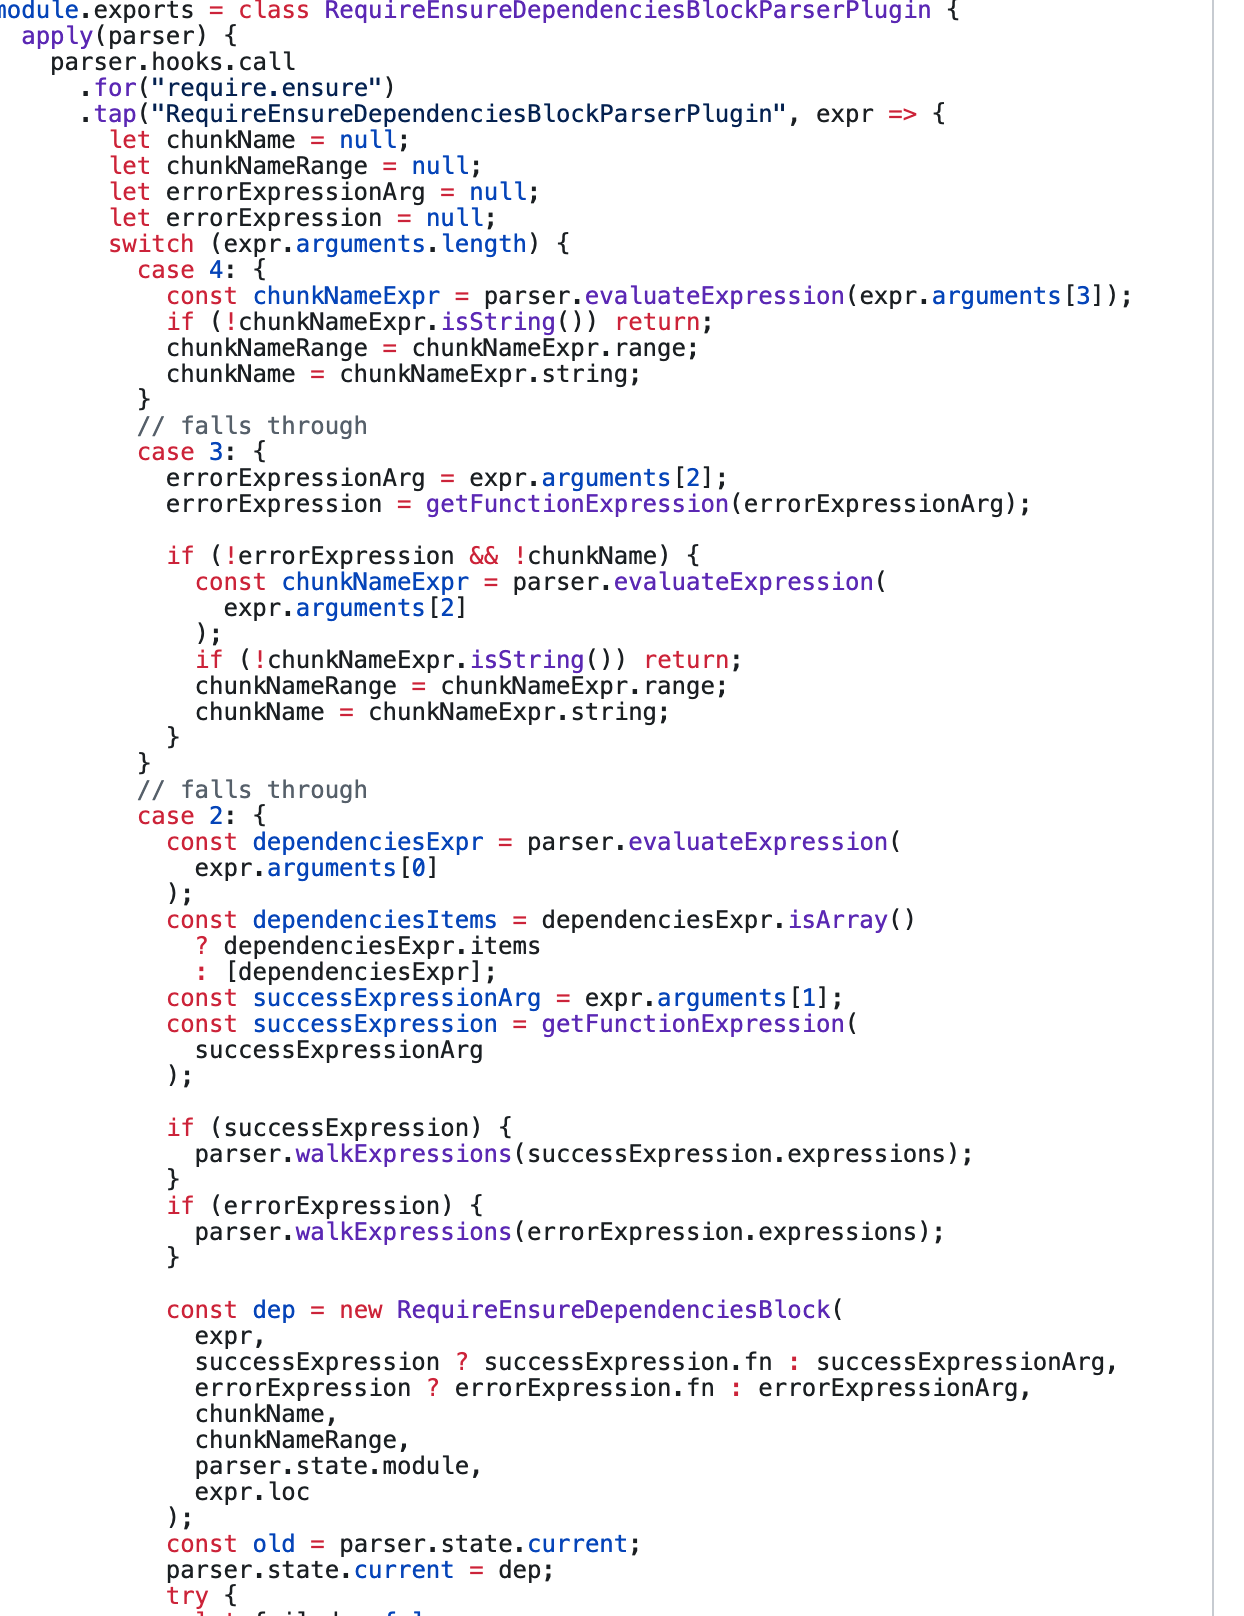 module.exports = class RequireEnsureDependenciesBlockParserPlugin {
  apply(parser) {
    parser.hooks.call
      .for("require.ensure")
      .tap("RequireEnsureDependenciesBlockParserPlugin", expr => {
        let chunkName = null;
        let chunkNameRange = null;
        let errorExpressionArg = null;
        let errorExpression = null;
        switch (expr.arguments.length) {
          case 4: {
            const chunkNameExpr = parser.evaluateExpression(expr.arguments[3]);
            if (!chunkNameExpr.isString()) return;
            chunkNameRange = chunkNameExpr.range;
            chunkName = chunkNameExpr.string;
          }
          // falls through
          case 3: {
            errorExpressionArg = expr.arguments[2];
            errorExpression = getFunctionExpression(errorExpressionArg);

            if (!errorExpression && !chunkName) {
              const chunkNameExpr = parser.evaluateExpression(
                expr.arguments[2]
              );
              if (!chunkNameExpr.isString()) return;
              chunkNameRange = chunkNameExpr.range;
              chunkName = chunkNameExpr.string;
            }
          }
          // falls through
          case 2: {
            const dependenciesExpr = parser.evaluateExpression(
              expr.arguments[0]
            );
            const dependenciesItems = dependenciesExpr.isArray()
              ? dependenciesExpr.items
              : [dependenciesExpr];
            const successExpressionArg = expr.arguments[1];
            const successExpression = getFunctionExpression(
              successExpressionArg
            );

            if (successExpression) {
              parser.walkExpressions(successExpression.expressions);
            }
            if (errorExpression) {
              parser.walkExpressions(errorExpression.expressions);
            }

            const dep = new RequireEnsureDependenciesBlock(
              expr,
              successExpression ? successExpression.fn : successExpressionArg,
              errorExpression ? errorExpression.fn : errorExpressionArg,
              chunkName,
              chunkNameRange,
              parser.state.module,
              expr.loc
            );
            const old = parser.state.current;
            parser.state.current = dep;
            try {